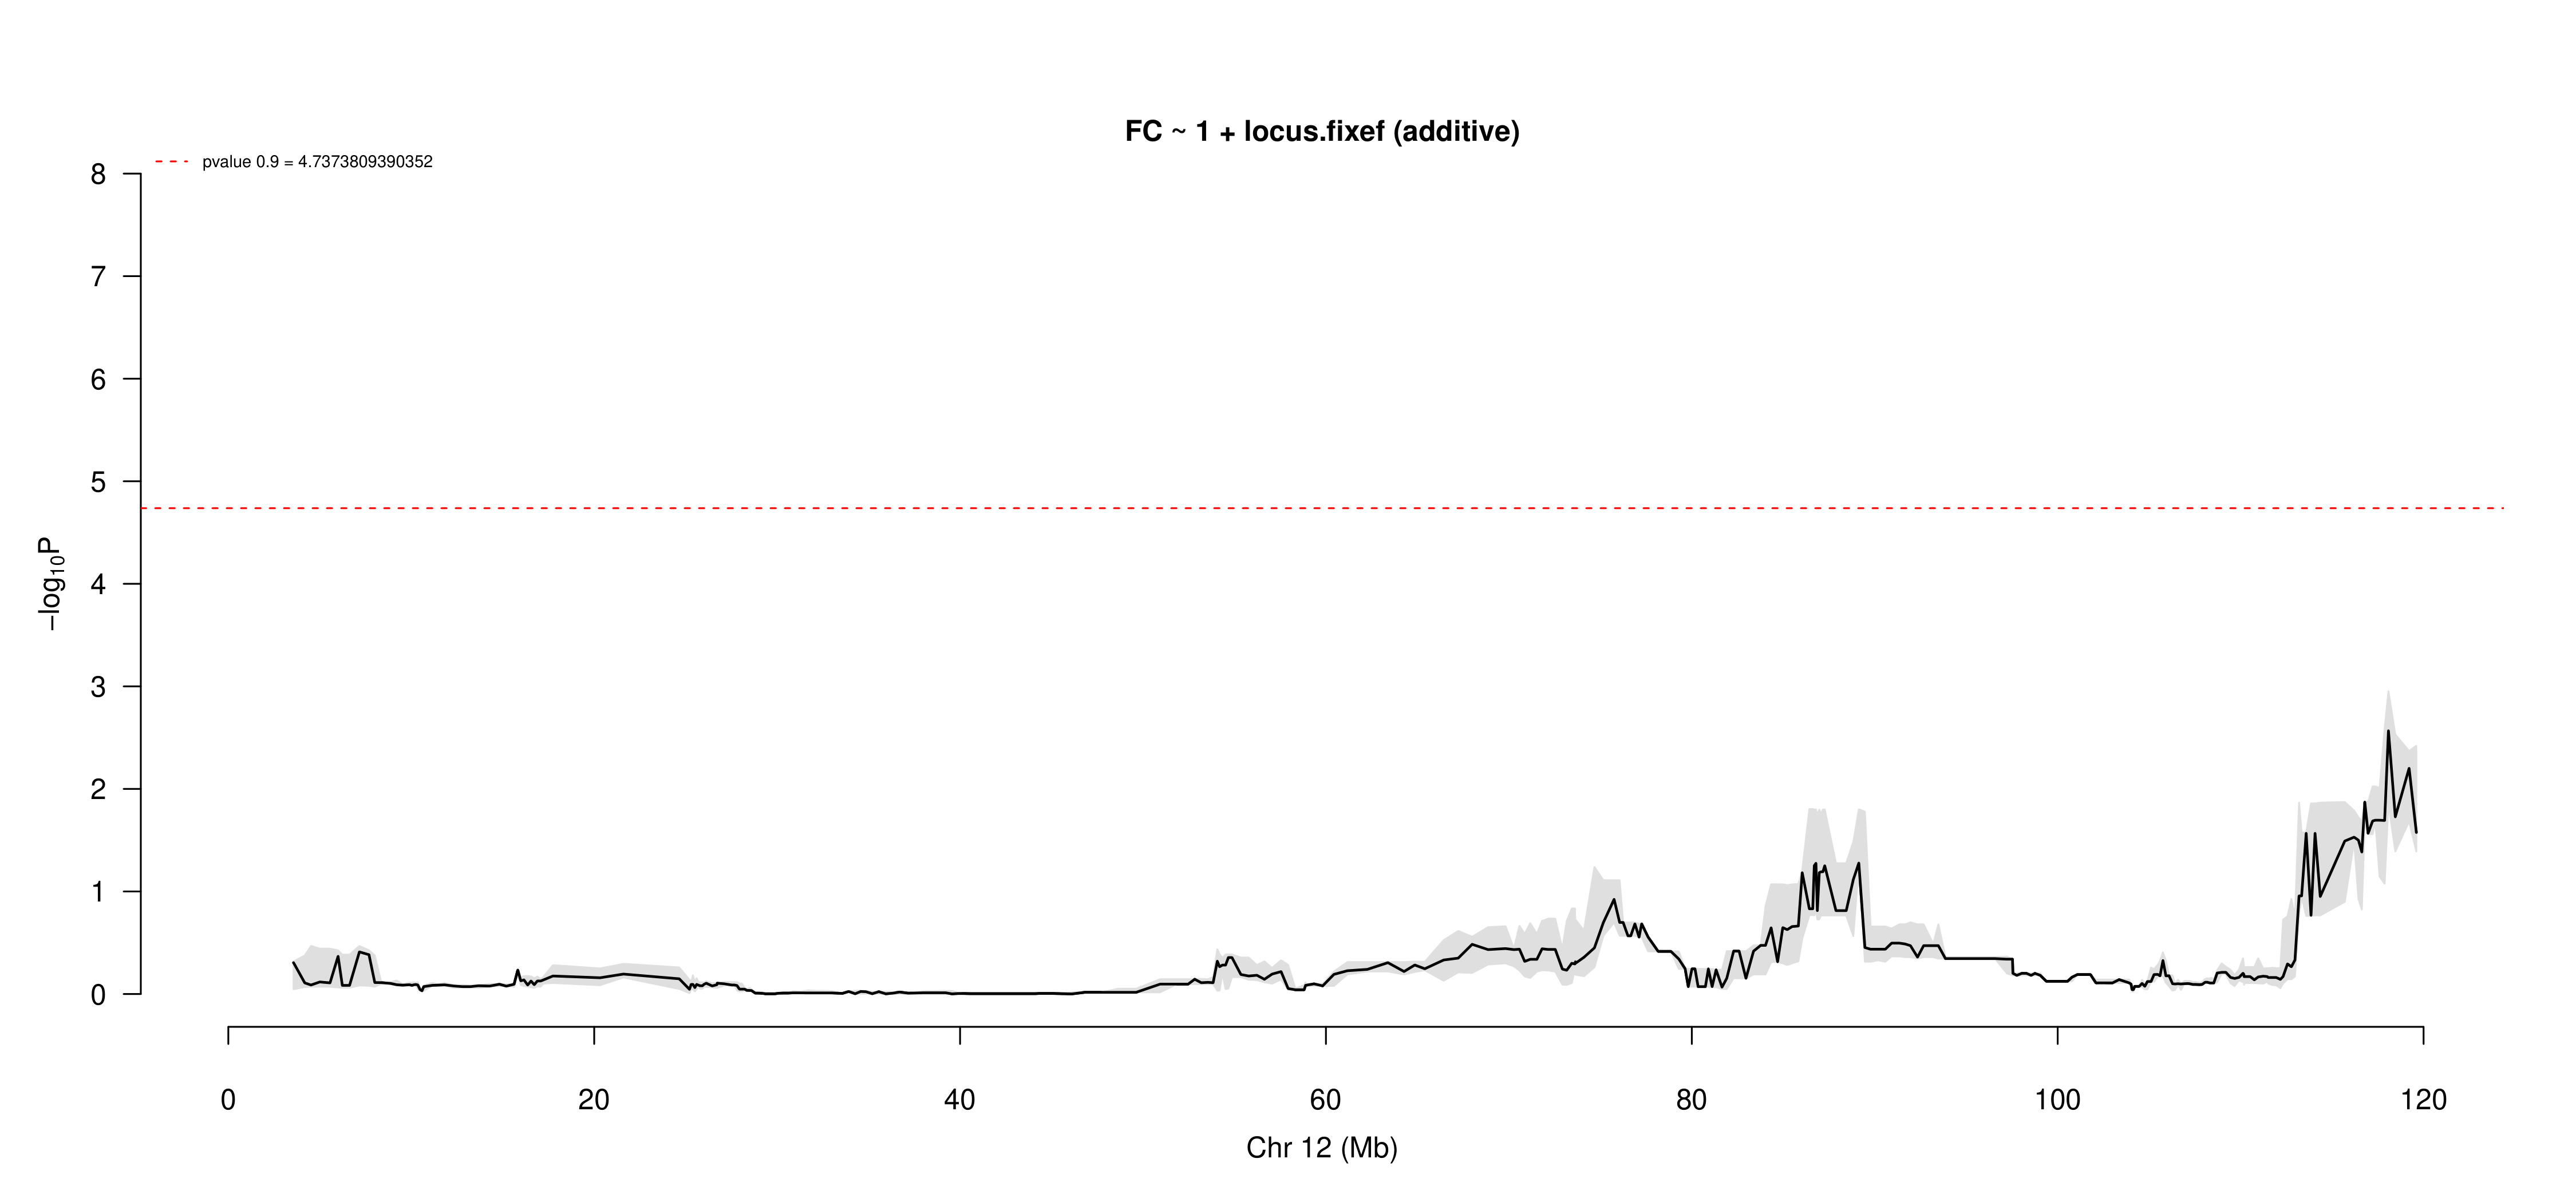 FC ~ 1 + locus.fixef (additive)
pvalue 0.9 = 4.7373809390352
8
7
6
5
4
3
2
1
0
−log10P
0 20 40 60 80 100 120
Chr 12 (Mb)